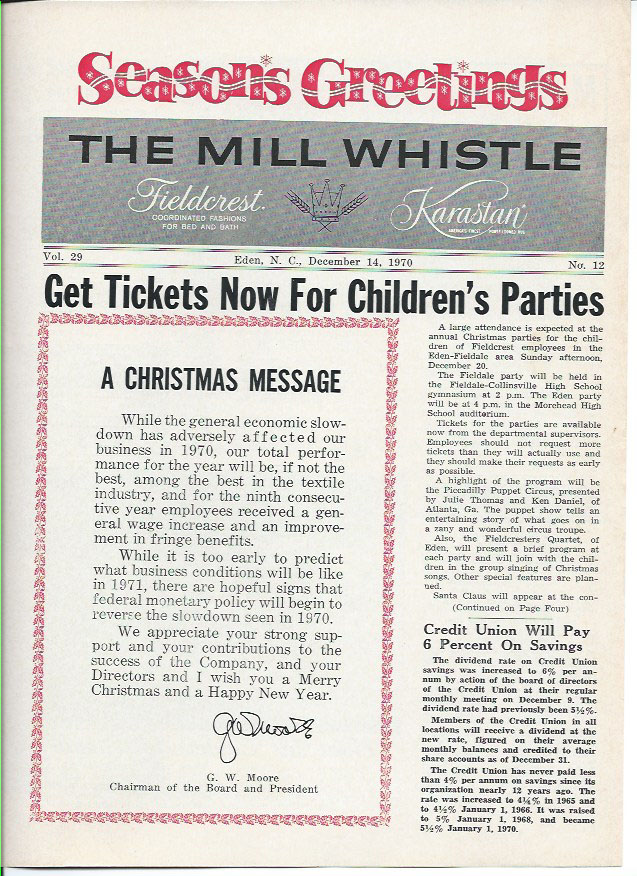 Season's Greetings
THE MILL WHISTLE
Fieldcrest.
COORDINATED FASHIONS
FOR BED AND BATH
Karastan
Vol. 29
Eden, N. C., December 14, 1970
No. 12
Get Tickets Now For Children's Parties
A CHRISTMAS MESSAGE
While the general economic slow-
down has adversely affected our
business in 1970, our total perfor-
mance for the year will be, if not the
best, among the best in the textile
industry, and for the ninth consecu-
tive year employees received a gen-
eral wage increase and an improve-
ment in fringe benefits.
While it is too early to predict
what business conditions will be like
in 1971, there are hopeful signs that
federal monetary policy will begin to
reverse the slowdown seen in 1970.
We appreciate your strong sup-
port and your contributions to the
success of the Company, and your
Directors and I wish you a Merry
Christmas and a Happy New Year.
G. W. Moore
Chairman of the Board and President
A large attendance is expected at the
annual Christmas parties for the chil-
dren of Fieldcrest employees in the
Eden-Fieldale area Sunday afternoon,
December 20.
The Fieldale party will be held in
the Fieldale-Collinsville High School
gymnasium at 2 p.m. The Eden party
will be at 4 p.m. in the Morehead High
School auditorium.
Tickets for the parties are available
now from the departmental supervisors.
Employees should not request more
tickets than they will actually use and
they should make their requests as early
as possible.
A highlight of the program will be
the Picadilly Puppet Circus, presented
by Julie Thomas and Ken Daniel, of
Atlanta, Ga. The puppet show tells an
entertaining story of what goes on in
a zany and wonderful circus troupe.
Also, the Fieldcresters Quartet, of
Eden, will present a brief program at
each party and will join with the chil-
dren in the group singing of Christmas
songs. Other special features are plan-
ned.
Santa Claus will appear at the con-
(Continued on Page Four)
Credit Union Will Pay
6 Percent On Savings
The dividend rate on Credit Union
savings was increased to 6% per an-
num by action of the board of directors
of the Credit Union at their regular
monthly meeting on December 9. The
dividend rate had previously been 5½%.
Members of the Credit Union in all
locations will receive a dividend at the
new rate, figured on their average
monthly balances and credited to their
share accounts as of December 31.
The Credit Union has never paid less
than 4% per annum on savings since its
organization nearly 12 years ago. The
rate was increased to 4¼% in 1965 and
to 4½% January 1, 1966. It was raised
to 5% January 1, 1968, and became
5½% January 1, 1970.